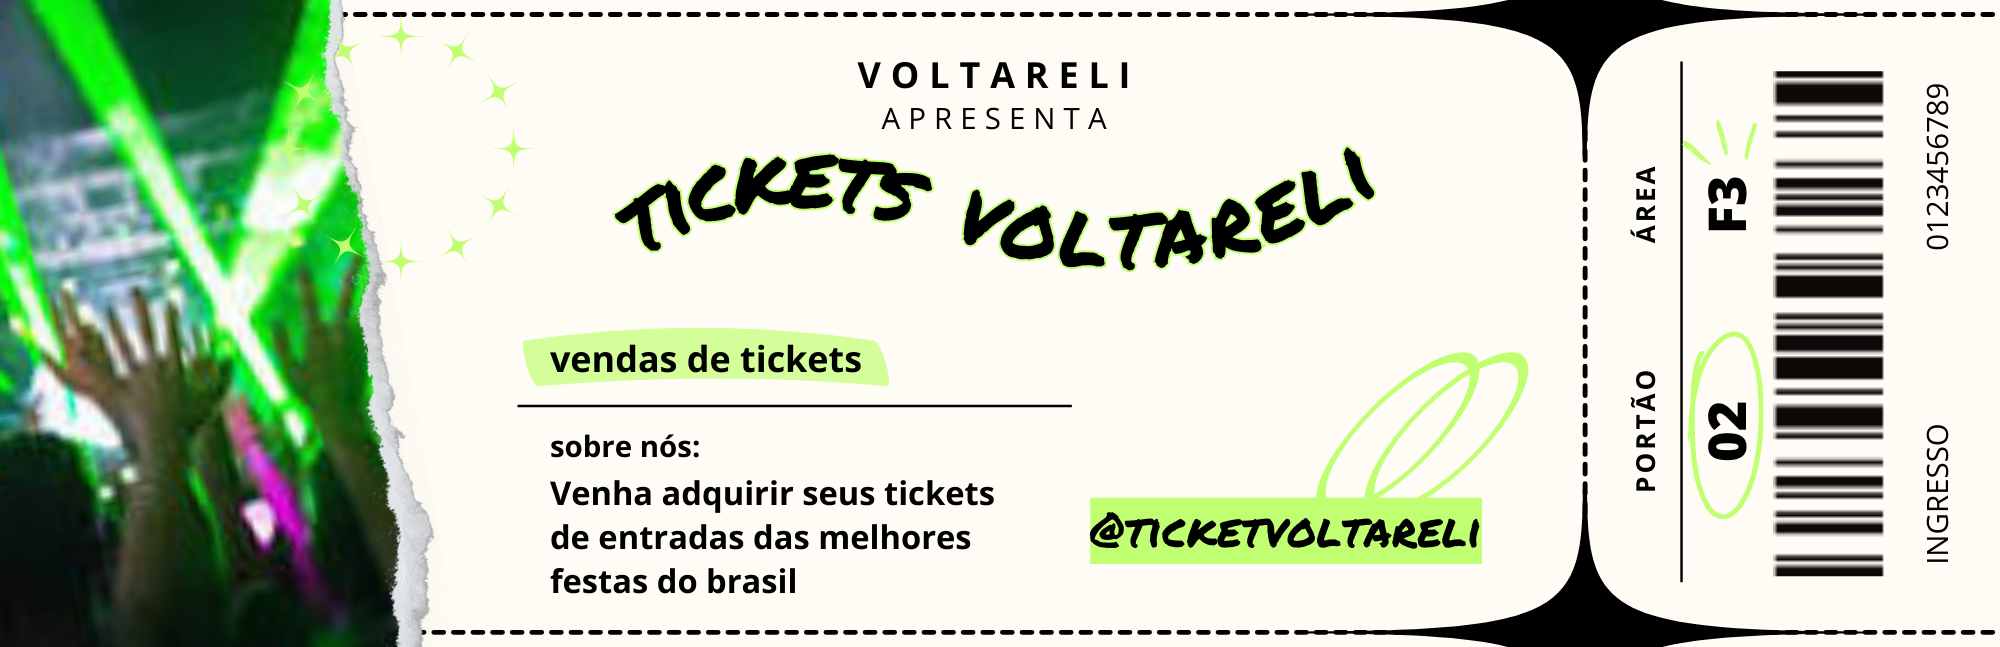 VOLTARELI
APRESENTA
TICKETS VOLTARELI
vendas de tickets
sobre nós:
Venha adquirir seus tickets
de entradas das melhores
festas do brasil
@TICKETVOLTARELI
ÁREA
F3
PORTÃO
02
INGRESSO
0123456789